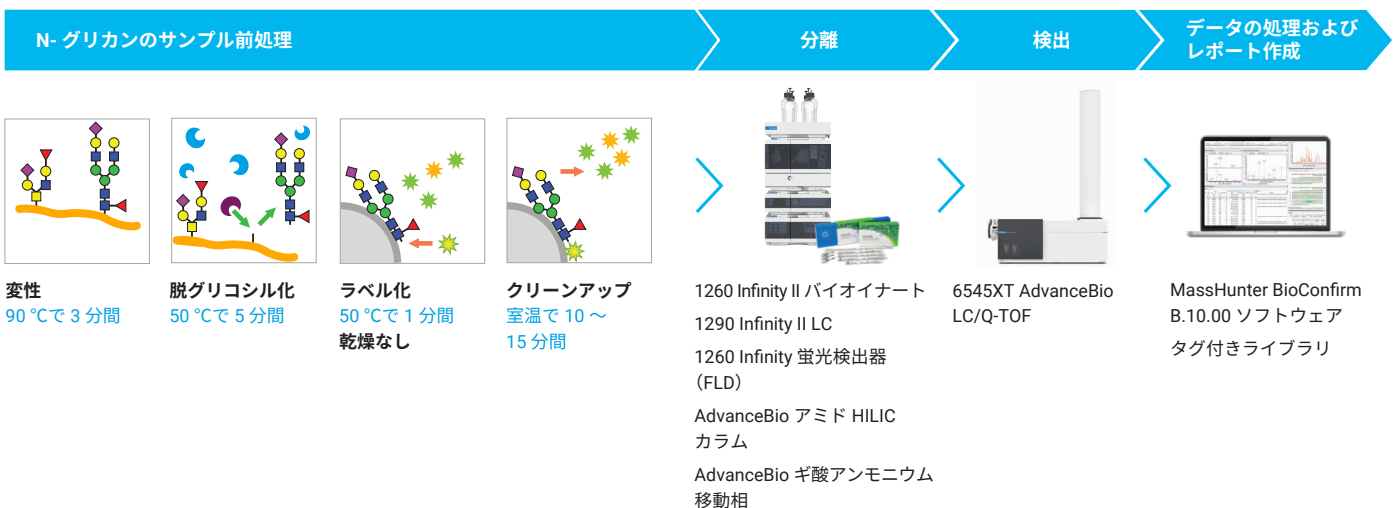 N- グリカンのサンプル前処理
分離
検出
データの処理および
レポート作成
変性
90 ℃で 3 分間
脱グリコシル化
50 ℃で 5 分間
ラベル化
50 ℃で 1 分間
乾燥なし
クリーンアップ
室温で 10 ～
15 分間
1260 Infinity II バイオイナート
1290 Infinity II LC
1260 Infinity 蛍光検出器
（FLD）
AdvanceBio アミド HILIC
カラム
AdvanceBio ギ酸アンモニウム
移動相
6545XT AdvanceBio
LC/Q-TOF
MassHunter BioConfirm
B.10.00 ソフトウェア
タグ付きライブラリ